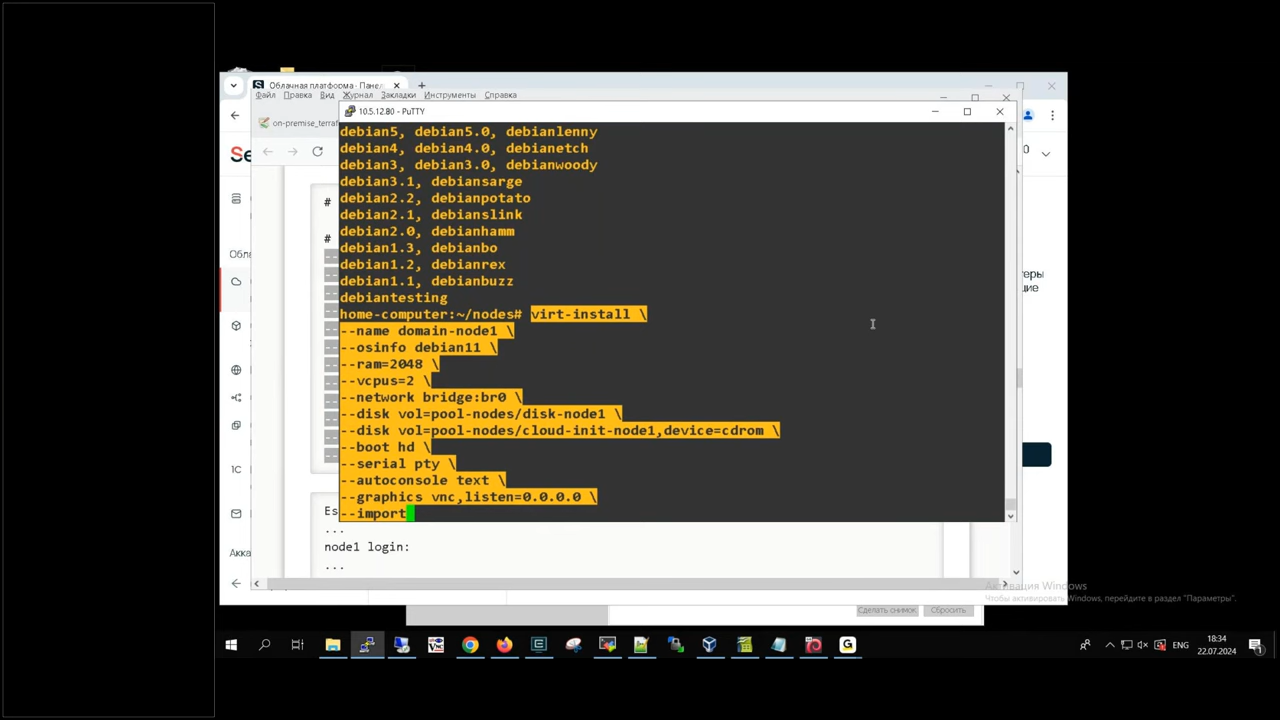 Облачная платформа · Панел
Файл Правка Вид Журнал Закладки Инструменты Справка
10.5.12.80 - PuTTY
on-premise_terraf
Se
debian5, debian5.0, debianlenny
debian4, debian4.0, debianetch
debian3, debian3.0, debianwoody
debian3.1, debiansarge
debian2.2, debianpotato
debian2.1, debianslink
debian2.0, debianhamm
debian1.3, debianbo
debian1.2, debianrex
debian1.1, debianbuzz
debiantesting
home-computer:~/nodes# virt-install \
--name domain-node1 \
--osinfo debian11 \
--ram=2048 \
--vcpus=2 \
--network bridge:br0 \
--disk vol=pool-nodes/disk-node1 \
--disk vol=pool-nodes/cloud-init-node1,device=cdrom \
--boot hd \
--serial pty \
--autoconsole text \
--graphics vnc,listen=0.0.0.0 \
--import
#
#
Обл
1C
Акка
Es
...
node1 login:
...
Активация Windows
Чтобы активировать Windows, перейдите в раздел "Параметры".
Сделать снимок Сбросить
ENG
18:34
22.07.2024